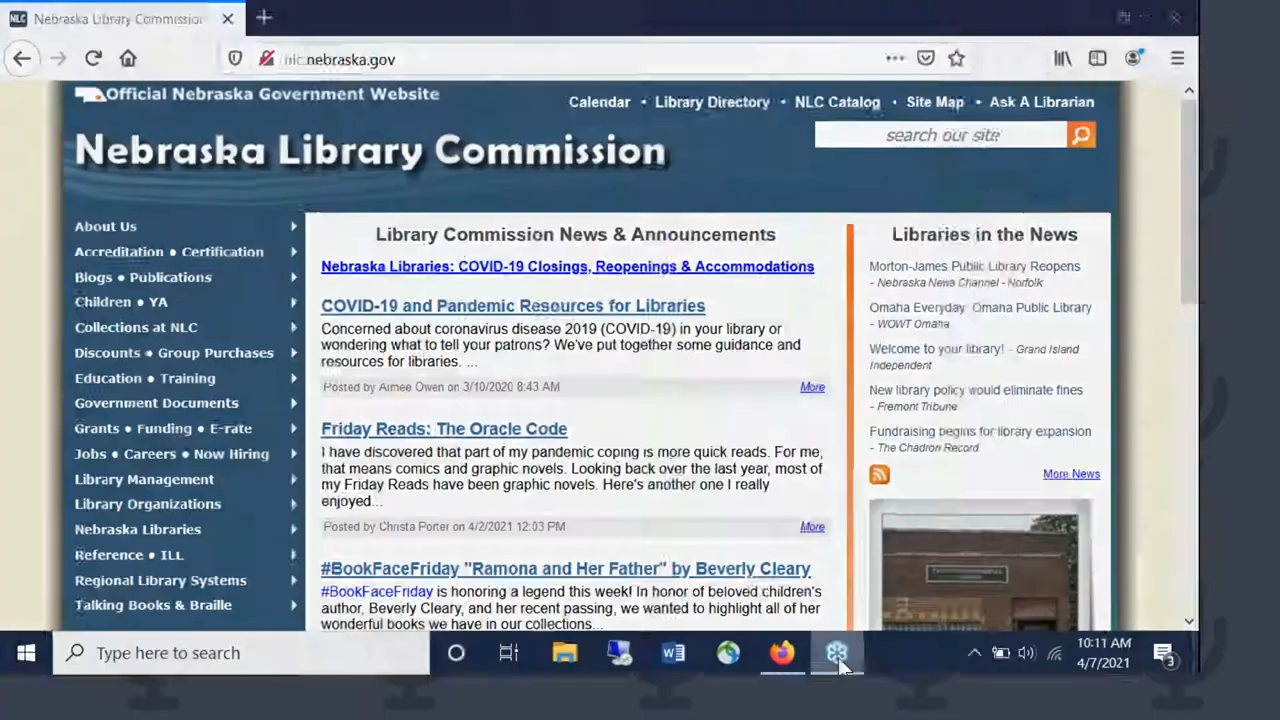 NLC Nebraska Library Commission
nlc.nebraska.gov
Official Nebraska Government Website
Calendar • Library Directory • NLC Catalog • Site Map • Ask A Librarian
Nebraska Library Commission
search our site
About Us
Accreditation • Certification
Blogs • Publications
Children • YA
Collections at NLC
Discounts • Group Purchases
Education • Training
Government Documents
Grants • Funding • E-rate
Jobs • Careers • Now Hiring
Library Management
Library Organizations
Nebraska Libraries
Reference • ILL
Regional Library Systems
Talking Books & Braille
Library Commission News & Announcements
Nebraska Libraries: COVID-19 Closings, Reopenings & Accommodations
COVID-19 and Pandemic Resources for Libraries
Concerned about coronavirus disease 2019 (COVID-19) in your library or
wondering what to tell your patrons? We've put together some guidance and
resources for libraries. ...
Posted by Aimee Owen on 3/10/2020 8:43 AM
More
Friday Reads: The Oracle Code
I have discovered that part of my pandemic coping is more quick reads. For me,
that means comics and graphic novels. Looking back over the last year, most of
my Friday Reads have been graphic novels. Here's another one I really
enjoyed...
Posted by Christa Porter on 4/2/2021 12:03 PM
More
#BookFaceFriday "Ramona and Her Father" by Beverly Cleary
#BookFaceFriday is honoring a legend this week! In honor of beloved children's
author, Beverly Cleary, and her recent passing, we wanted to highlight all of her
wonderful books we have in our collections...
Libraries in the News
Morton-James Public Library Reopens
- Nebraska News Channel - Norfolk
Omaha Everyday: Omaha Public Library
- WOWT Omaha
Welcome to your library! - Grand Island
Independent
New library policy would eliminate fines
- Fremont Tribune
Fundraising begins for library expansion
- The Chadron Record
More News
Type here to search
10:11 AM
4/7/2021
3